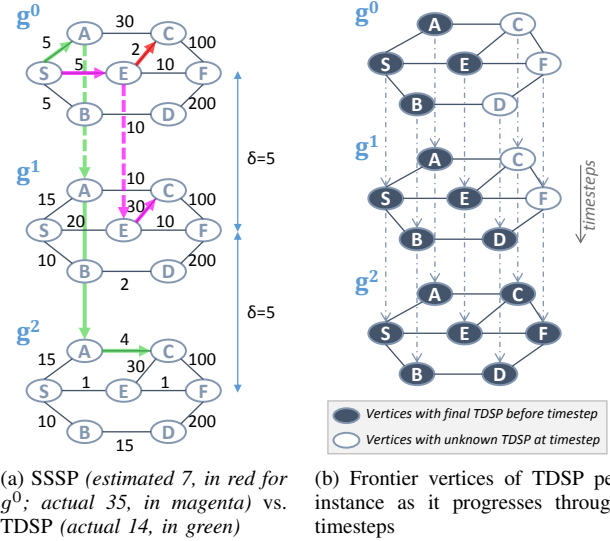 g0
30
A
C
5
2
100
S
5
E
10
F
5
200
B
10
D
δ=5
g1
10
A
C
15
30
100
S
20
E
10
F
10
200
B
2
D
δ=5
g2
4
A
C
15
30
100
S
1
E
1
F
10
200
B
15
D
g0
A
C
S
E
F
B
D
g1
A
C
S
E
F
B
D
timesteps
g2
A
C
S
E
F
B
D
Vertices with final TDSP before timestep
Vertices with unknown TDSP at timestep
(a) SSSP (estimated 7, in red for
g0; actual 35, in magenta) vs.
TDSP (actual 14, in green)
(b) Frontier vertices of TDSP pe
instance as it progresses throug
timesteps